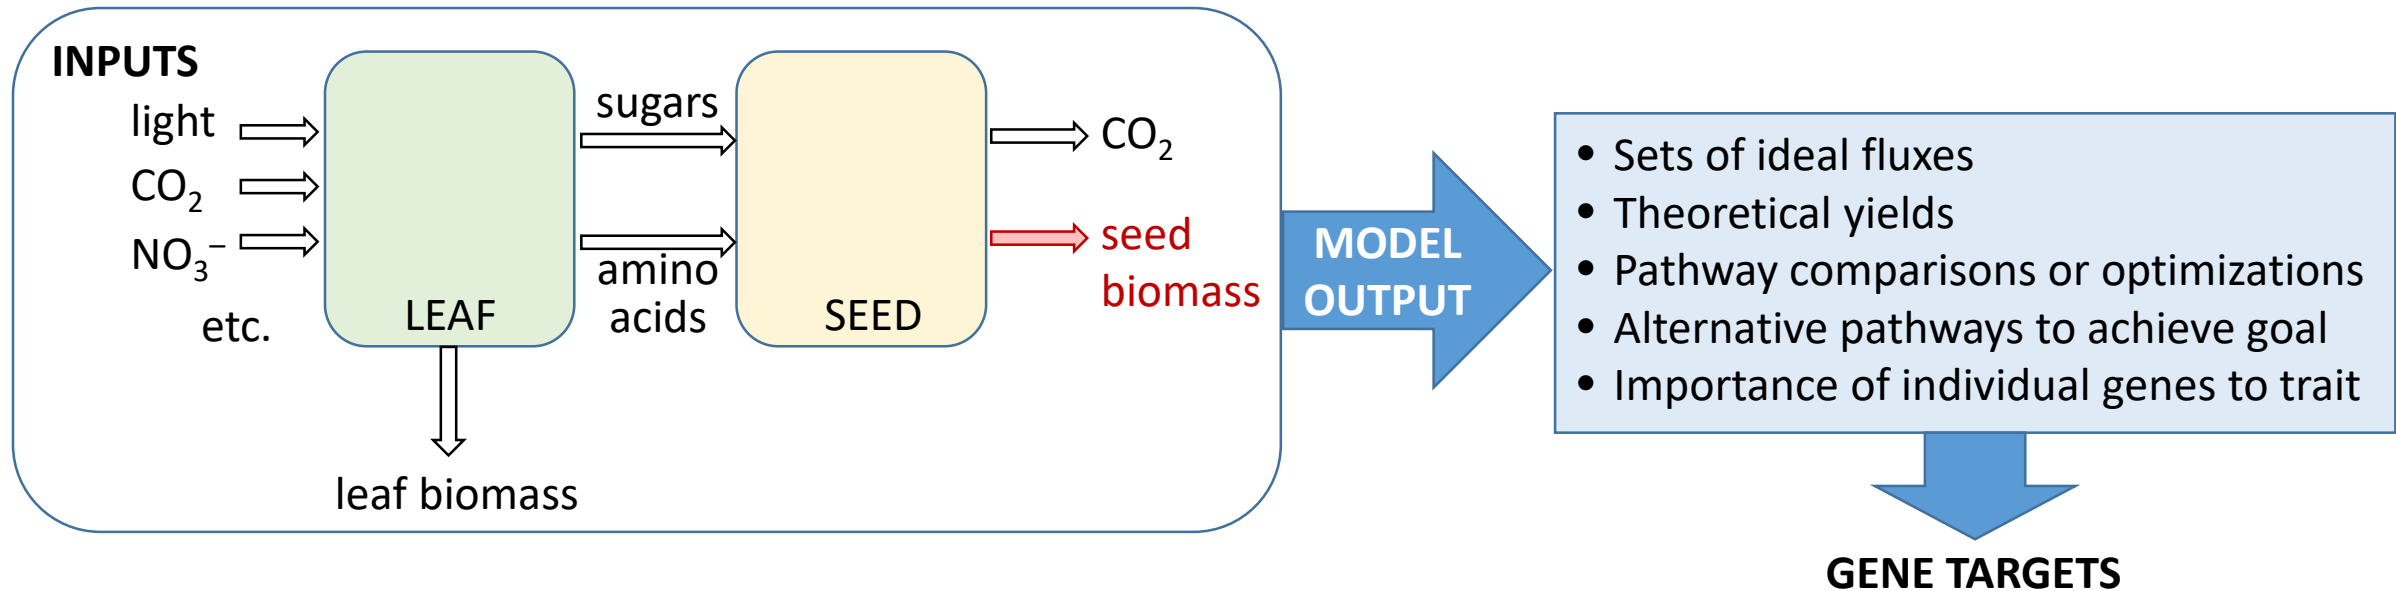 INPUTS
light
CO₂
NO₃⁻
etc.
LEAF
leaf biomass
sugars
amino
acids
SEED
CO₂
seed
biomass
MODEL
OUTPUT
• Sets of ideal fluxes
• Theoretical yields
• Pathway comparisons or optimizations
• Alternative pathways to achieve goal
• Importance of individual genes to trait
GENE TARGETS